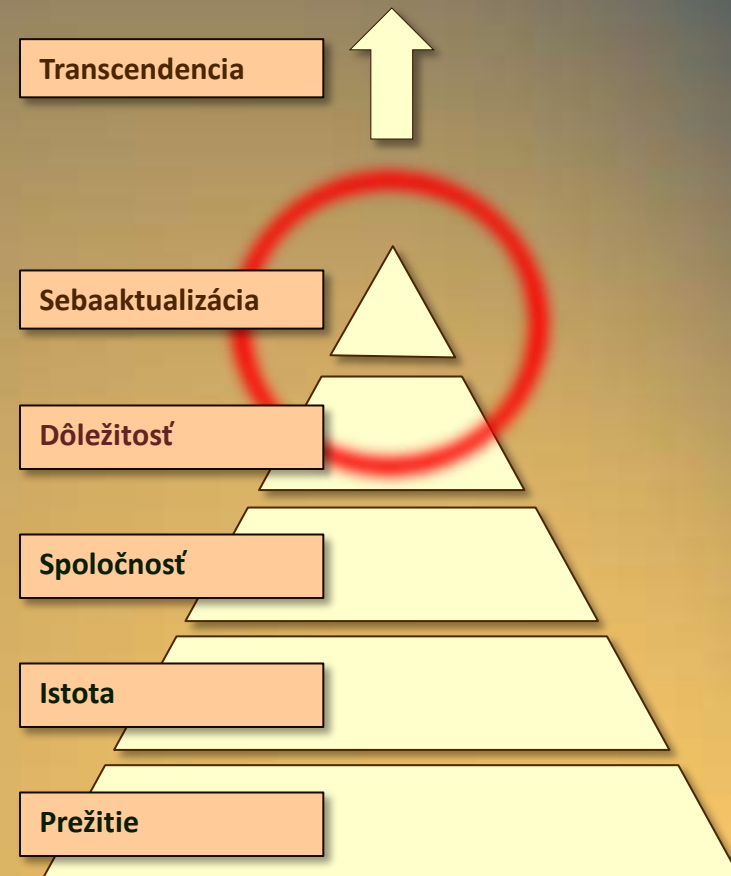 Transcendencia
Sebaaktualizácia
Dôležitosť
Spoločnosť
Istota
Prežitie